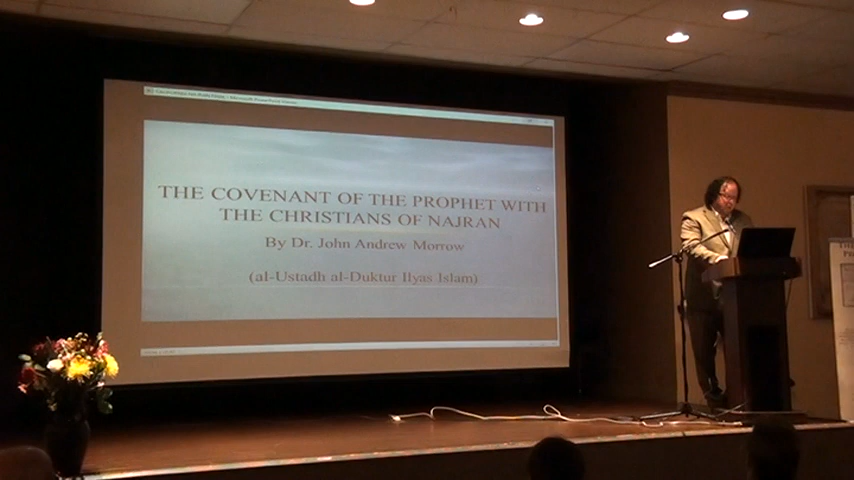 THE COVENANT OF THE PROPHET WITH
THE CHRISTIANS OF NAJRAN
By Dr. John Andrew Morrow
(al-Ustadh al-Duktur Ilyas Islam)